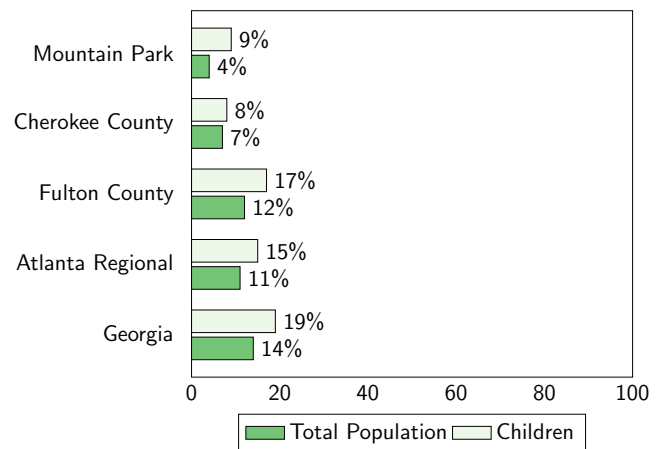 Mountain Park
9%
4%
Cherokee County
8%
7%
Fulton County
17%
12%
Atlanta Regional
15%
11%
Georgia
19%
14%
0 20 40 60 80 100
Total Population Children